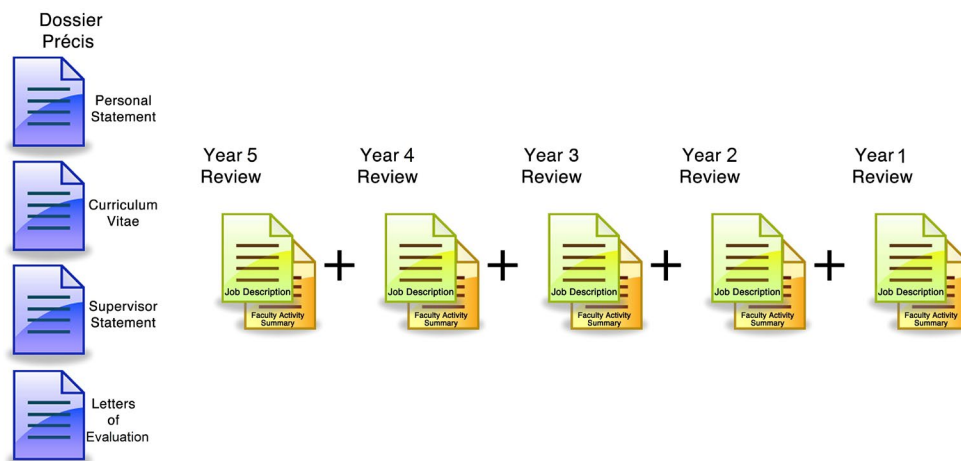 Dossier
Précis
Personal
Statement
Curriculum
Vitae
Supervisor
Statement
Letters
of
Evaluation
Year 5
Review
Year 4
Review
Year 3
Review
Year 2
Review
Year 1
Review
Job Description
Faculty Activity
Summary
+
Job Description
Faculty Activity
Summary
+
Job Description
Faculty Activity
Summary
+
Job Description
Faculty Activity
Summary
+
Job Description
Faculty Activity
Summary